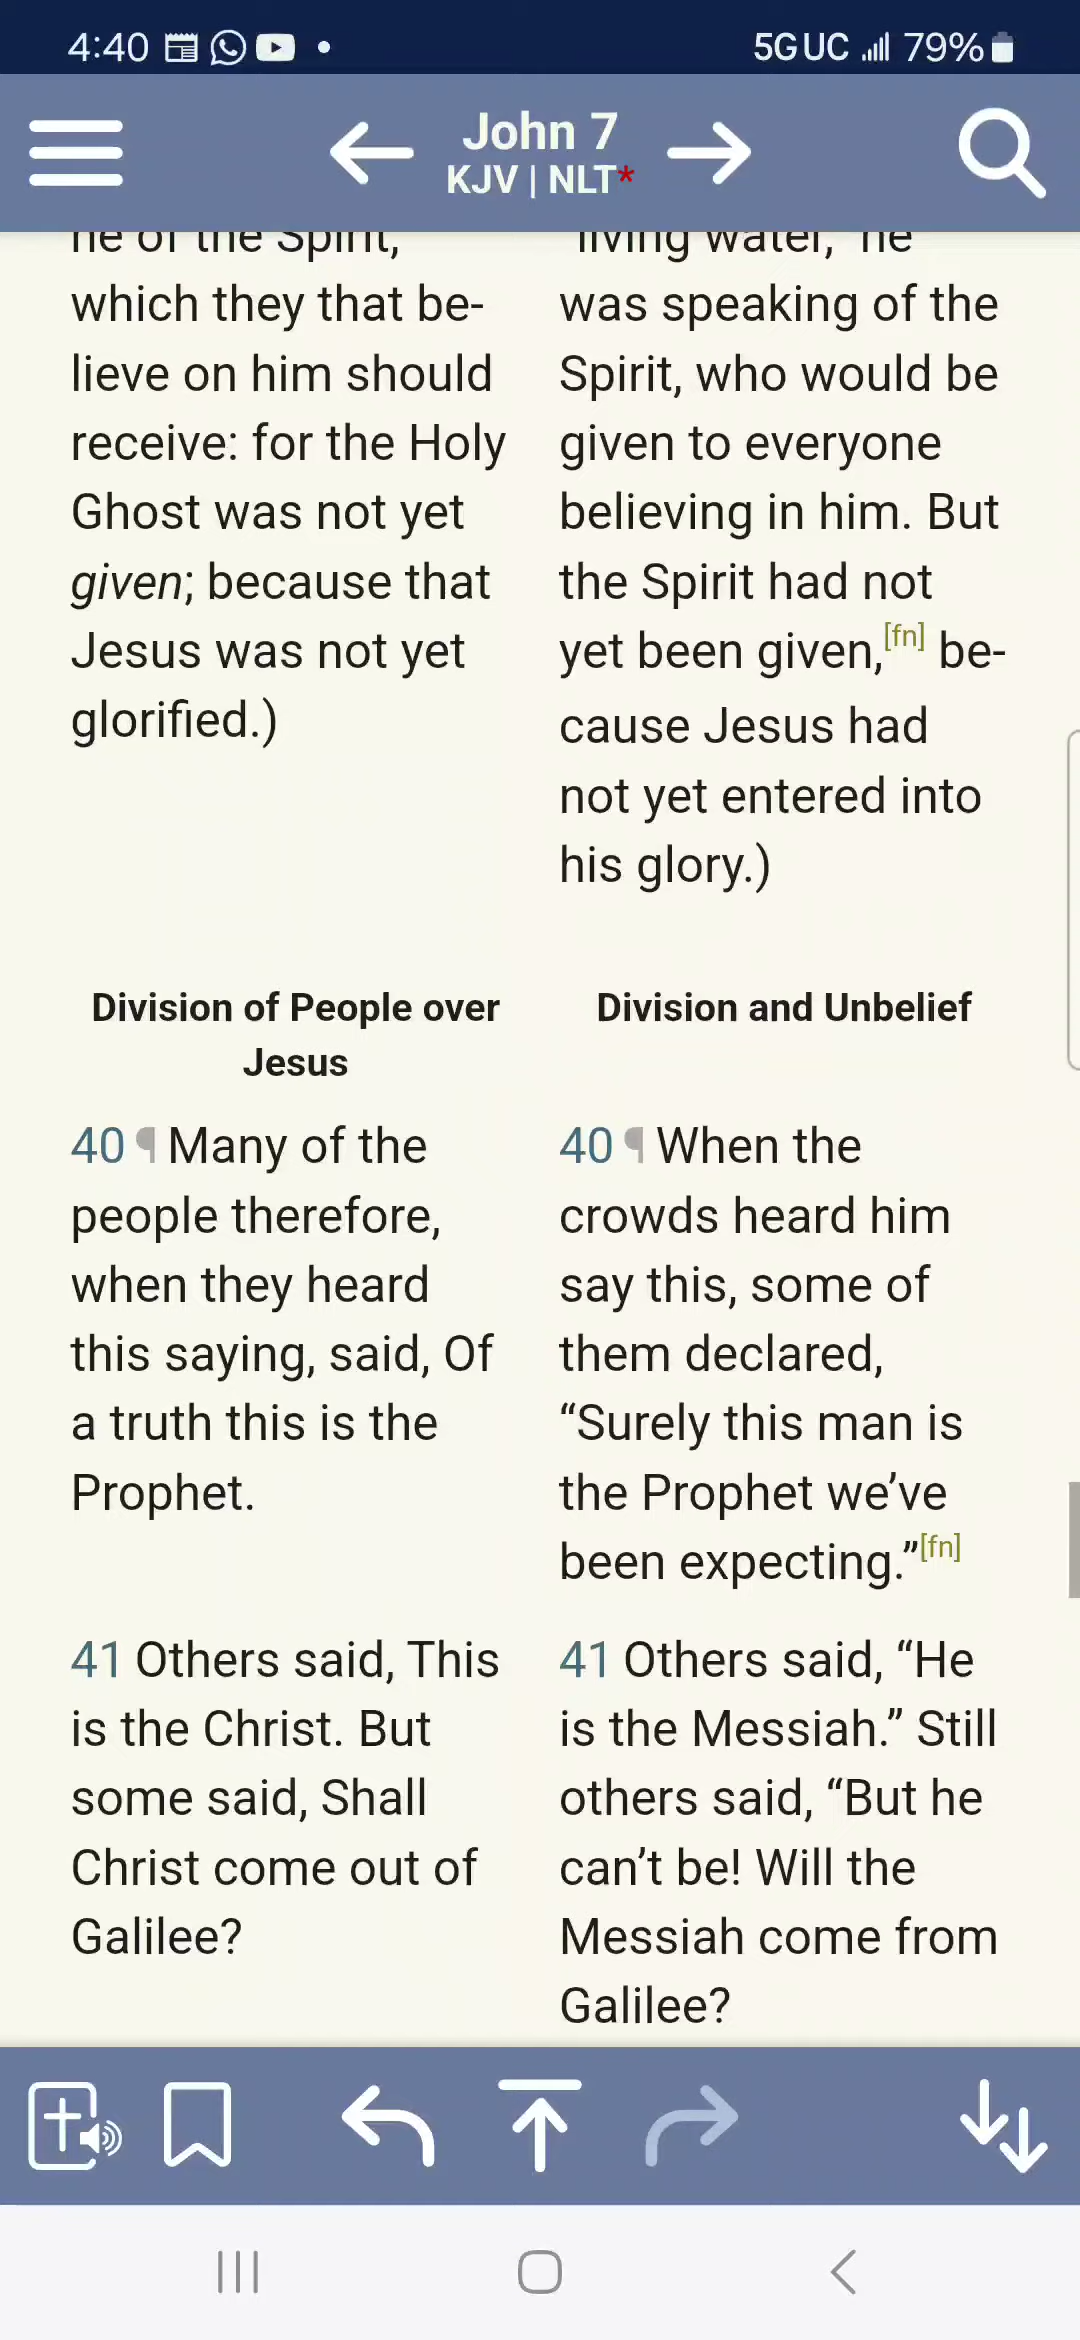 4:40
5G UC 79%
John 7
KJV | NLT*
he of the Spirit,
which they that be-
lieve on him should
receive: for the Holy
Ghost was not yet
given; because that
Jesus was not yet
glorified.)
“living water,” he
was speaking of the
Spirit, who would be
given to everyone
believing in him. But
the Spirit had not
yet been given,[fn] be-
cause Jesus had
not yet entered into
his glory.)
Division of People over
Jesus
40 ¶ Many of the
people therefore,
when they heard
this saying, said, Of
a truth this is the
Prophet.
41 Others said, This
is the Christ. But
some said, Shall
Christ come out of
Galilee?
Division and Unbelief
40 ¶ When the
crowds heard him
say this, some of
them declared,
“Surely this man is
the Prophet we’ve
been expecting.”[fn]
41 Others said, “He
is the Messiah.” Still
others said, “But he
can’t be! Will the
Messiah come from
Galilee?